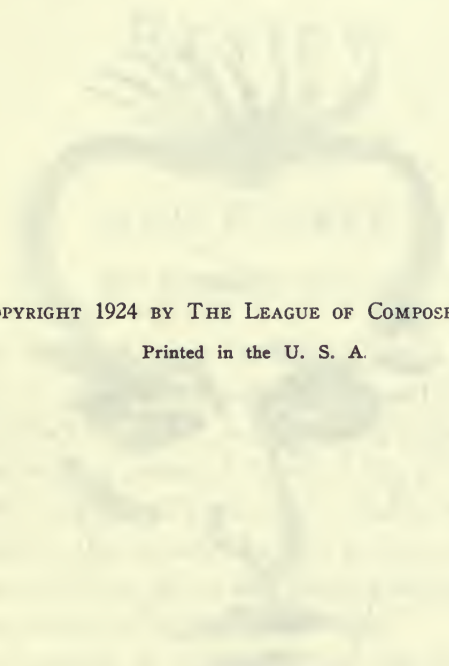 OPYRIGHT 1924 BY THE LEAGUE OF COMPOSE
Printed in the U. S. A.